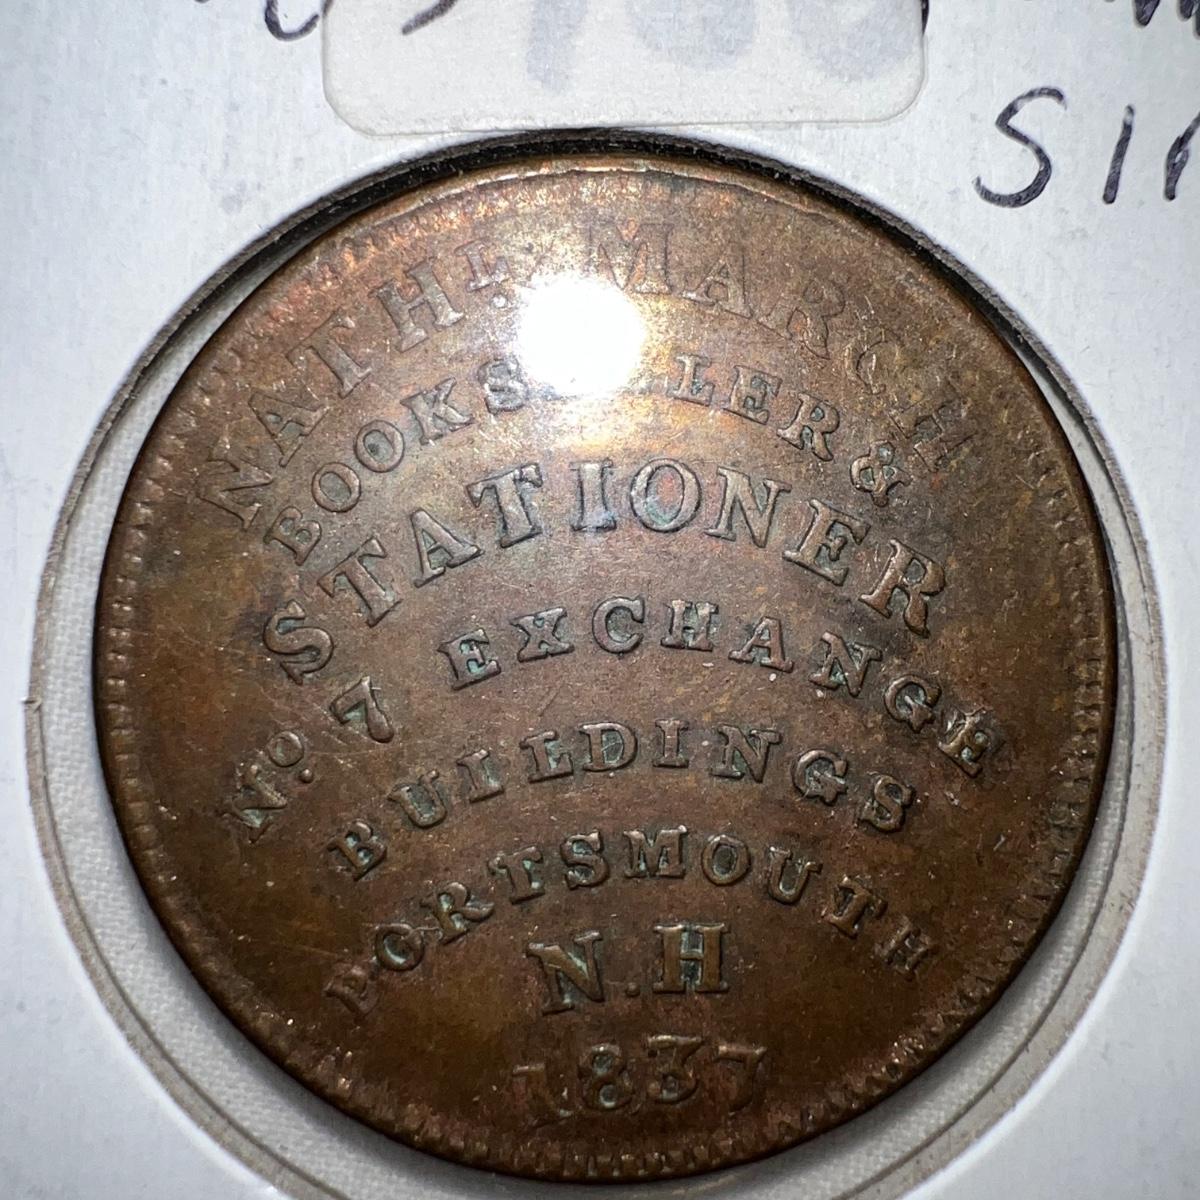 NATHL. MARCH
BOOKSELLER &
STATIONER
No. 7 EXCHANGE
BUILDINGS
PORTSMOUTH
N.H
1837